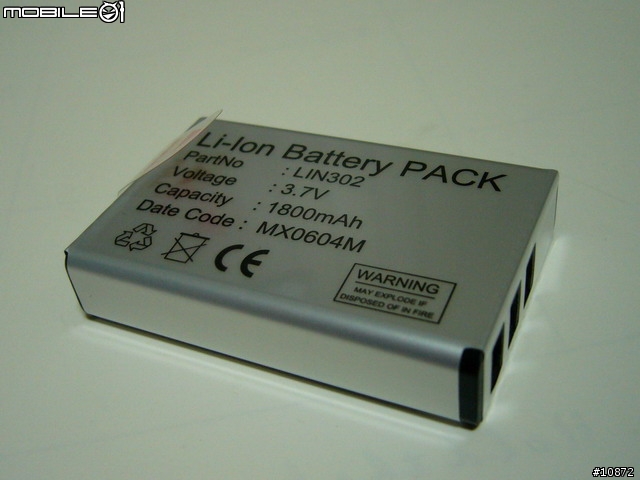 MOBILE01
Li-Ion Battery PACK
PartNo : LIN302
Voltage : 3.7V
Capacity : 1800mAh
Date Code : MX0604M
CE
WARNING
MAY EXPLODE IF
DISPOSED OF IN FIRE
#10872